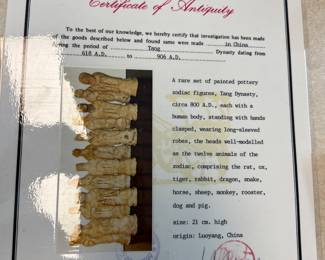 Certificate of Antiquity
To the best of our knowledge, we hereby certify that investigation has been made
of the goods described below and found same were made in China
during the period of Tang Dynasty dating from
618 A.D. to 906 A.D.
A rare set of painted pottery
zodiac figures, Tang Dynasty,
circa 800 A.D., each with a
human body, standing with hands
clasped, wearing long-sleeved
robes, the heads well-modelled
as the twelve animals of the
zodiac, comprising the rat, ox,
tiger, rabbit, dragon, snake,
horse, sheep, monkey, rooster,
dog and pig.
size: 21 cm. high
origin: Luoyang, China